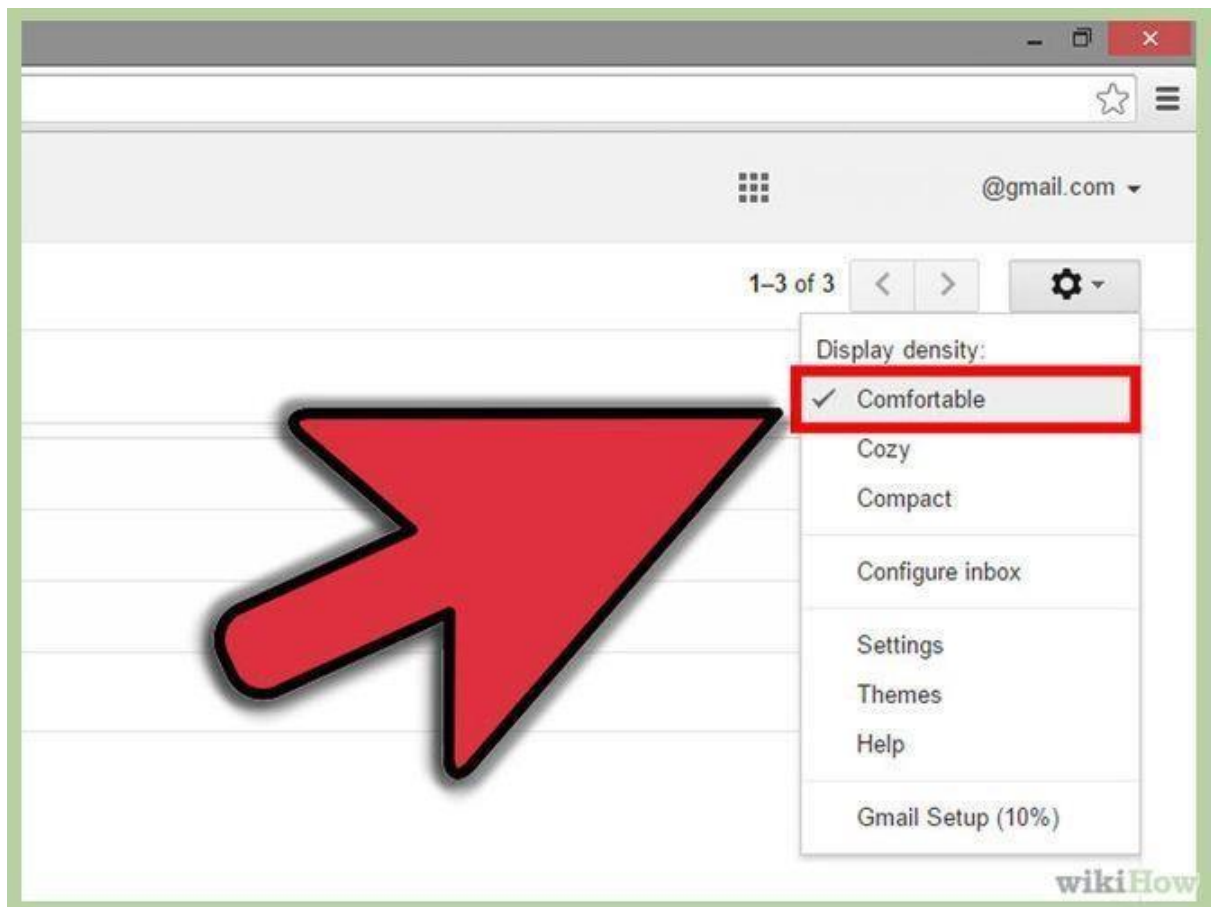 @gmail.com
1–3 of 3
Display density:
Comfortable
Cozy
Compact
Configure inbox
Settings
Themes
Help
Gmail Setup (10%)
wikiHow